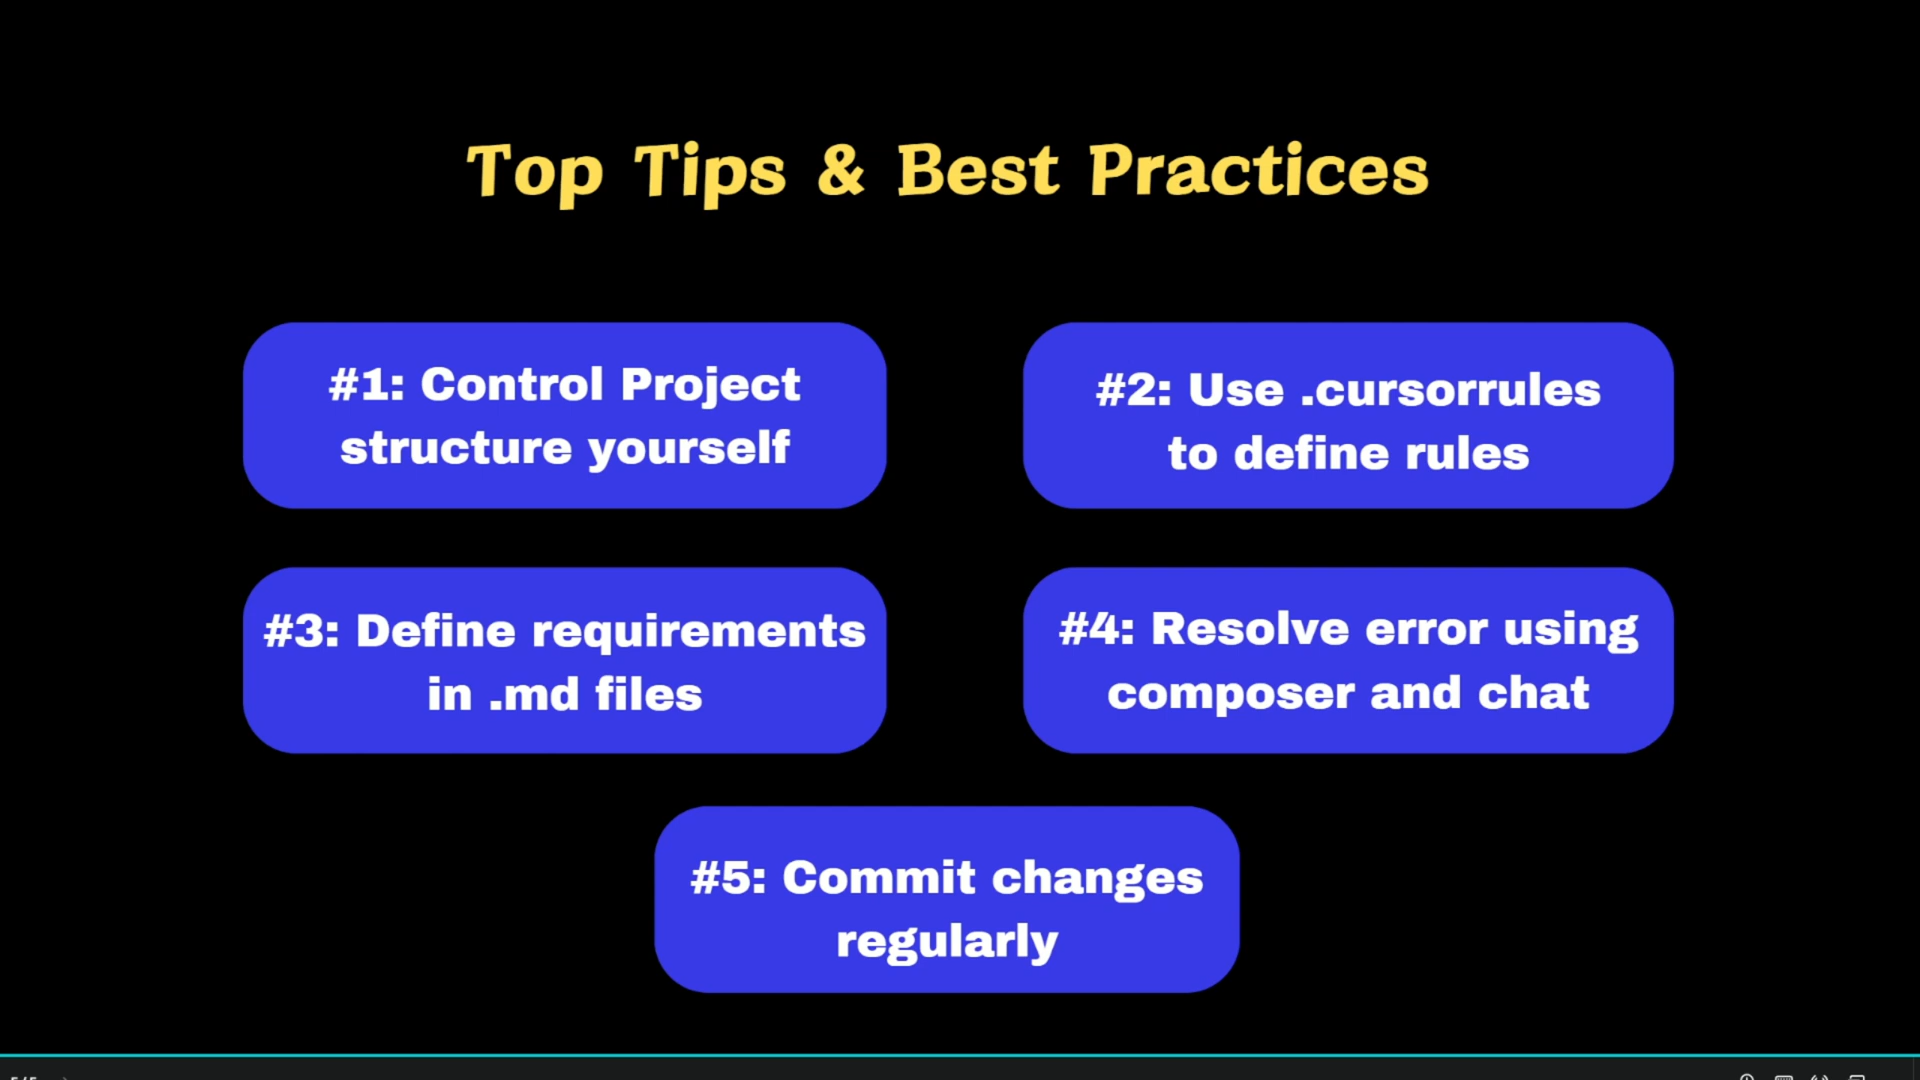 Top Tips & Best Practices
#1: Control Project
structure yourself
#2: Use .cursorrules
to define rules
#3: Define requirements
in .md files
#4: Resolve error using
composer and chat
#5: Commit changes
regularly